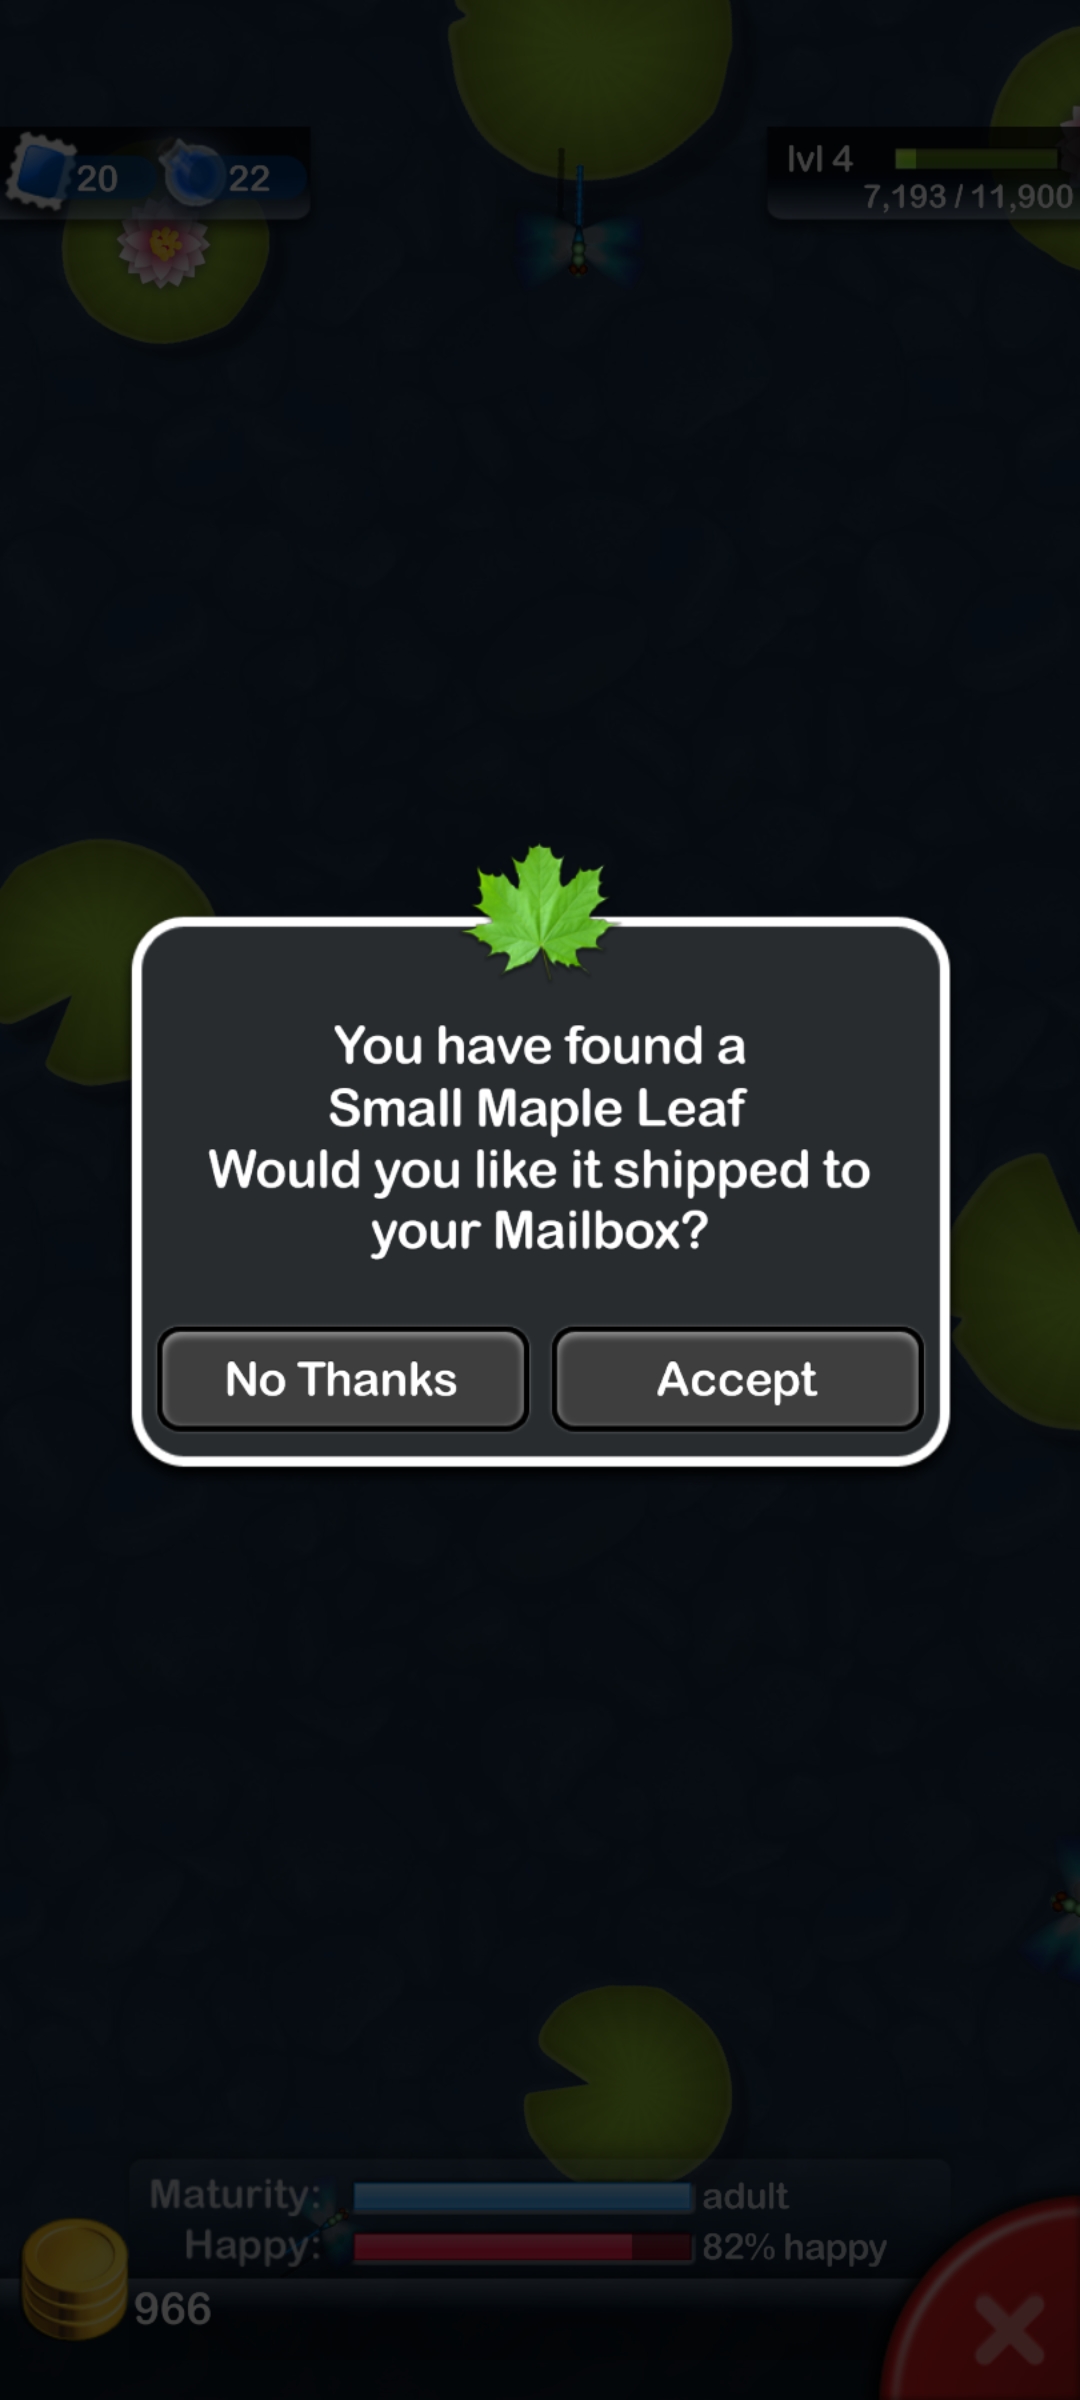 20
22
lvl 4
7,193 / 11,900
You have found a
Small Maple Leaf
Would you like it shipped to
your Mailbox?
No Thanks
Accept
Maturity:
adult
Happy:
82% happy
966